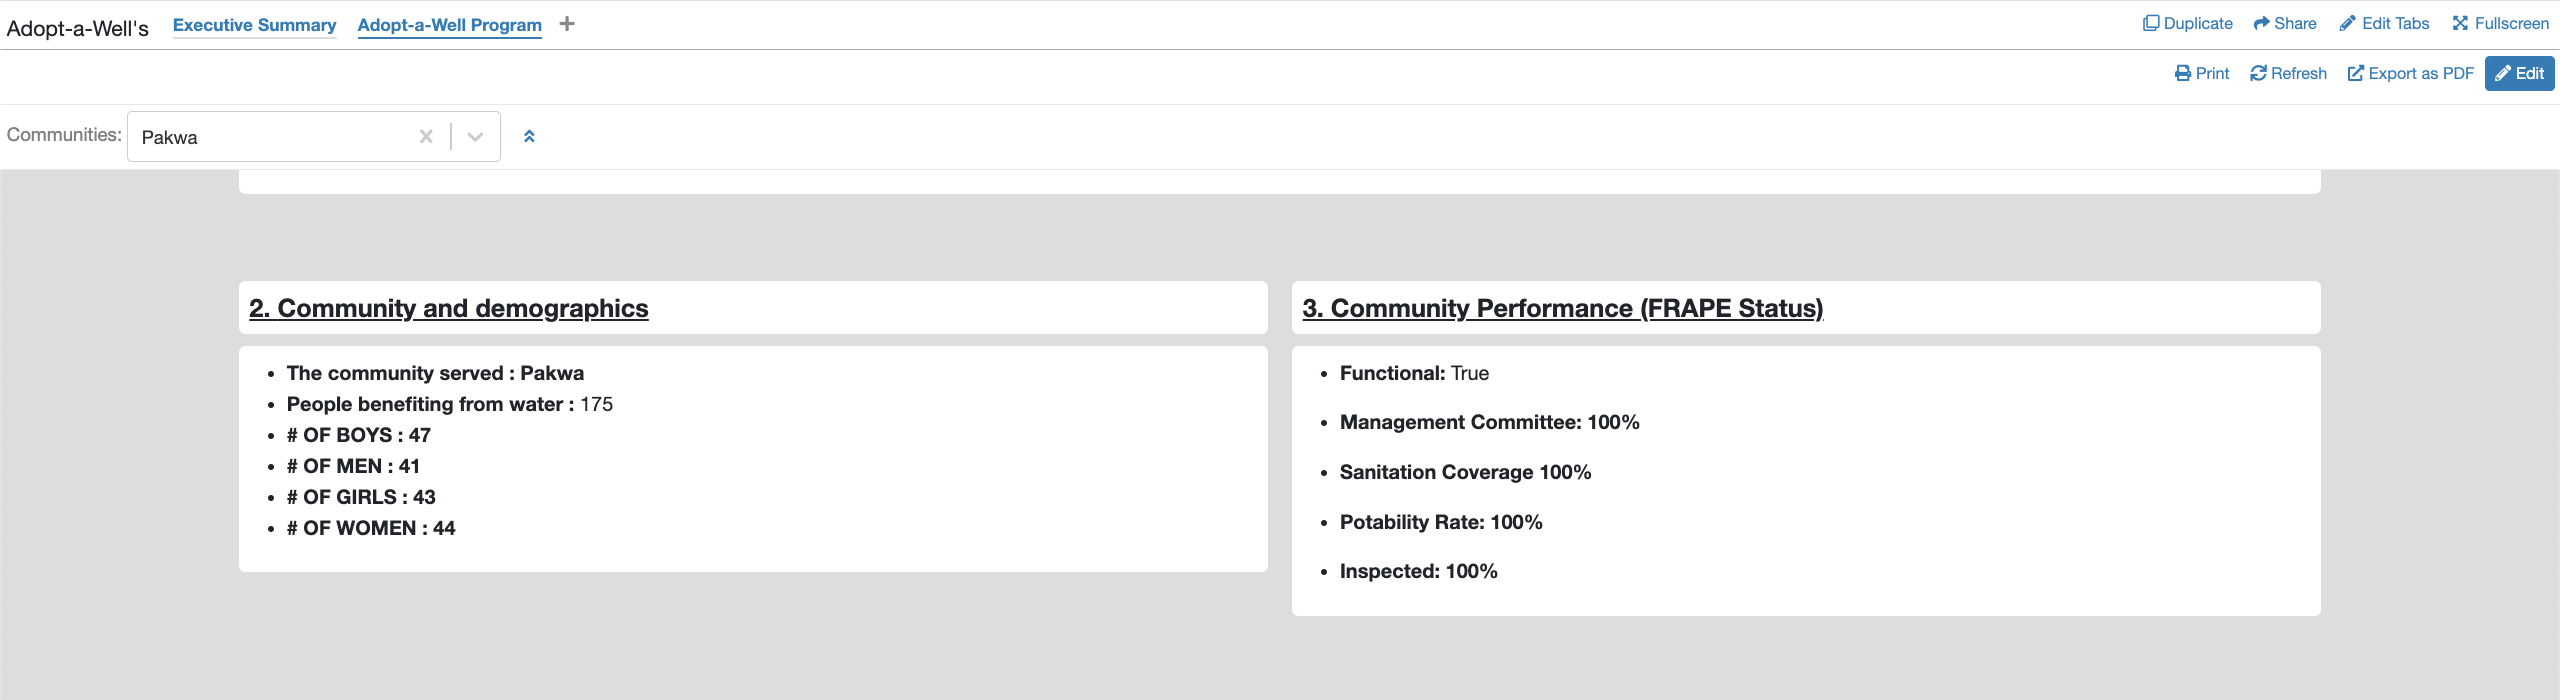 Adopt-a-Well's Executive Summary Adopt-a-Well Program + Duplicate Share Edit Tabs Fullscreen
Print Refresh Export as PDF Edit
Communities: Pakwa
2. Community and demographics
• The community served : Pakwa
• People benefiting from water : 175
• # OF BOYS : 47
• # OF MEN : 41
• # OF GIRLS : 43
• # OF WOMEN : 44
3. Community Performance (FRAPE Status)
• Functional: True
• Management Committee: 100%
• Sanitation Coverage 100%
• Potability Rate: 100%
• Inspected: 100%